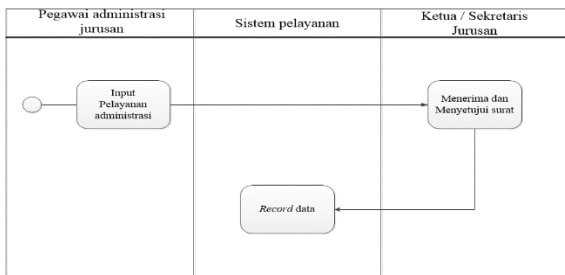 Pegawai administrasi
jurusan
Sistem pelayanan
Ketua / Sekretaris
Jurusan
Input
Pelayanan
administrasi
Menerima dan
Menyetujui surat
Record data